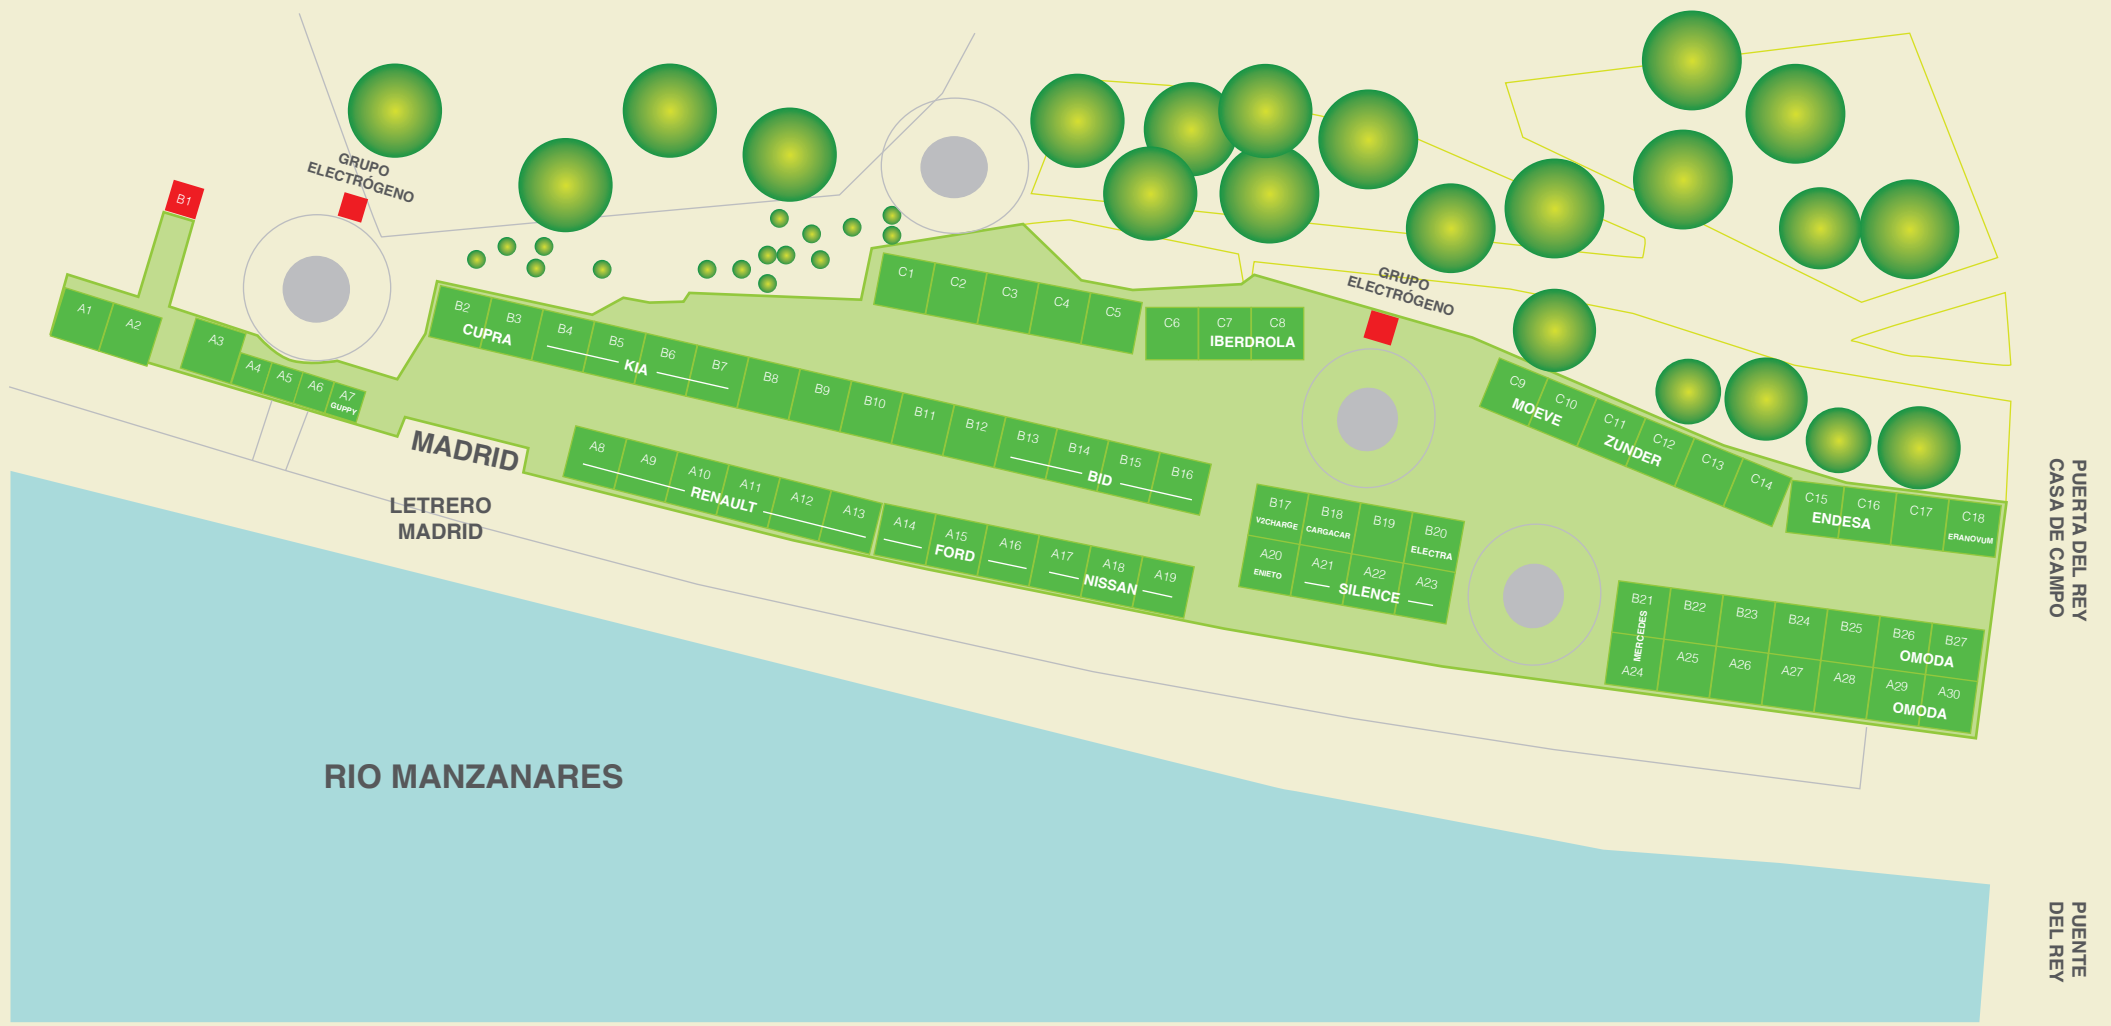 GRUPO
ELECTRÓGENO
B1
A1
A2
A3
A4
A5
A6
A7
GUPPY
MADRID
LETRERO
MADRID
B2
B3
CUPRA
B4
B5
B6
B7
KIA
B8
B9
B10
B11
B12
B13
B14
B15
B16
BID
C1
C2
C3
C4
C5
C6
C7
C8
IBERDROLA
GRUPO
ELECTRÓGENO
A8
A9
A10
A11
A12
A13
RENAULT
A14
A15
A16
FORD
A17
A18
A19
NISSAN
B17
V2CHARGE
B18
CARGACAR
B19
B20
ELECTRA
A20
ENIETO
A21
A22
A23
SILENCE
C9
C10
MOEVE
C11
C12
ZUNDER
C13
C14
C15
C16
ENDESA
C17
C18
ERANOVUM
B21
MERCEDES
A24
B22
B23
B24
B25
B26
B27
OMODA
A25
A26
A27
A28
A29
A30
OMODA
RIO MANZANARES
PUERTA DEL REY
CASA DE CAMPO
PUENTE
DEL REY